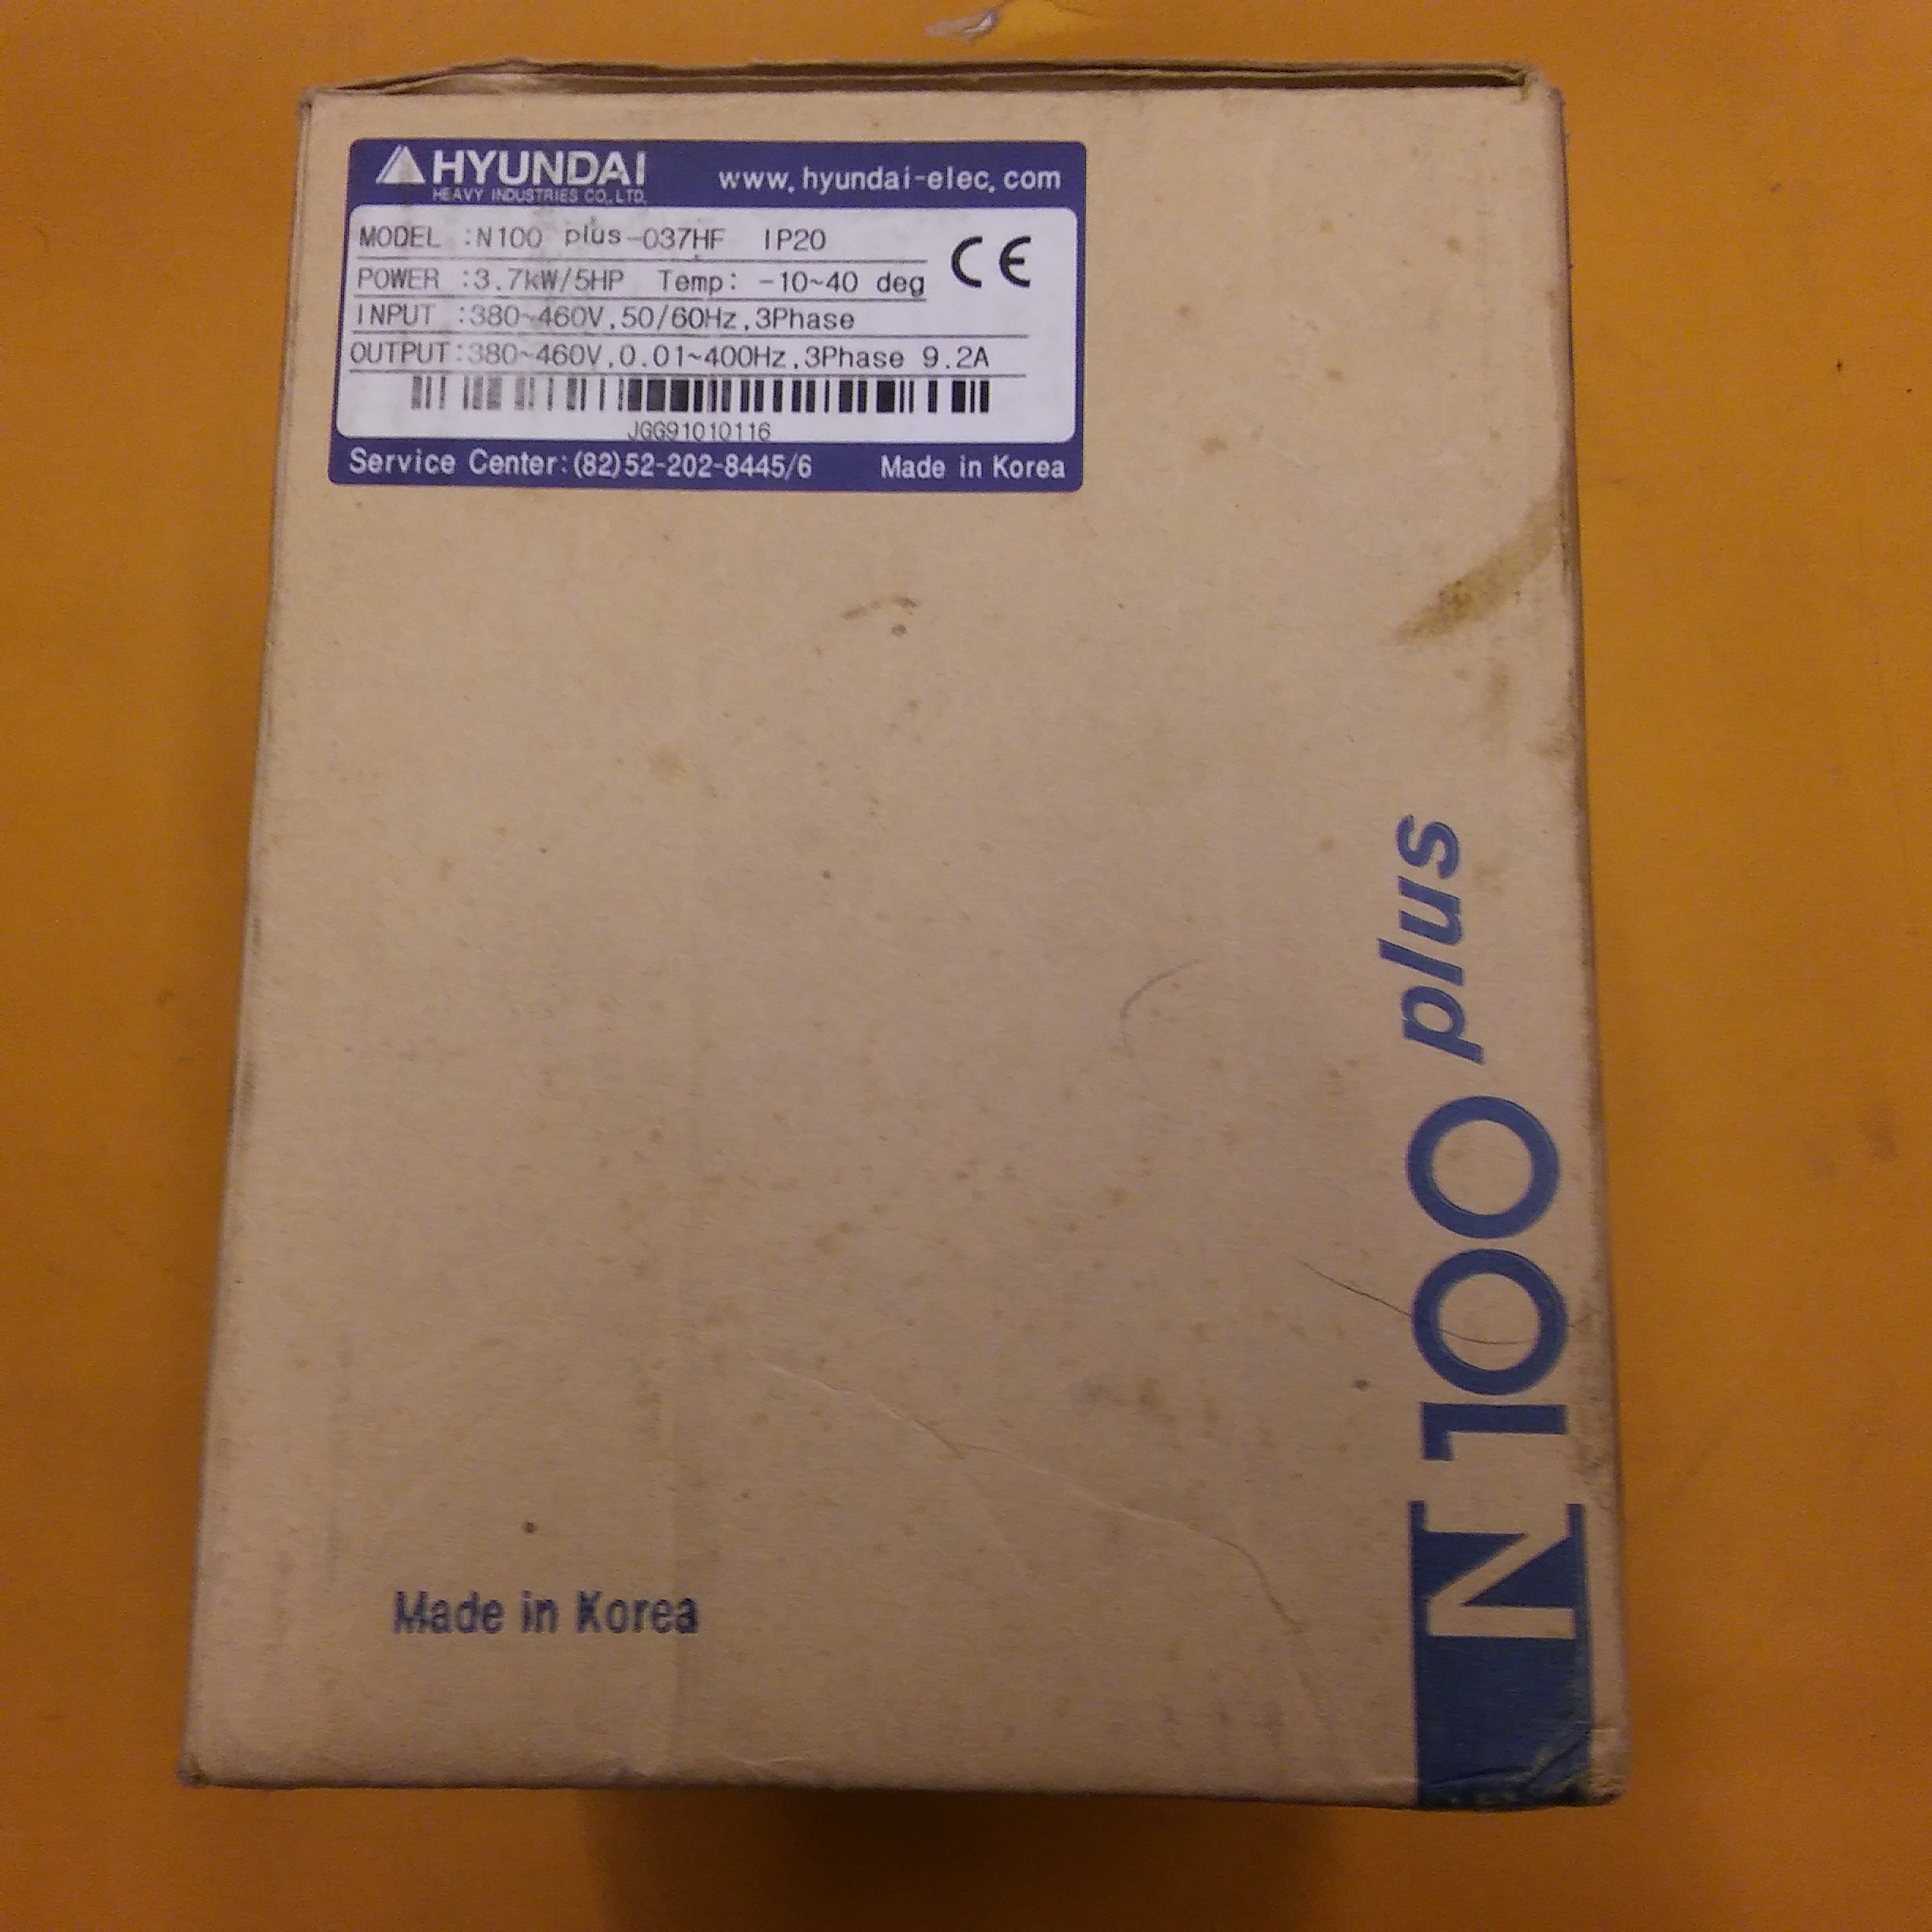 HYUNDAI
HEAVY INDUSTRIES CO., LTD.
www.hyundai-elec.com
MODEL :N100 plus-037HF IP20
CE
POWER :3.7kW/5HP Temp: -10~40 deg
INPUT :380~460V,50/60Hz,3Phase
OUTPUT:380~460V,0.01~400Hz,3Phase 9.2A
JGG91010116
Service Center:(82)52-202-8445/6 Made in Korea
N100 plus
Made in Korea